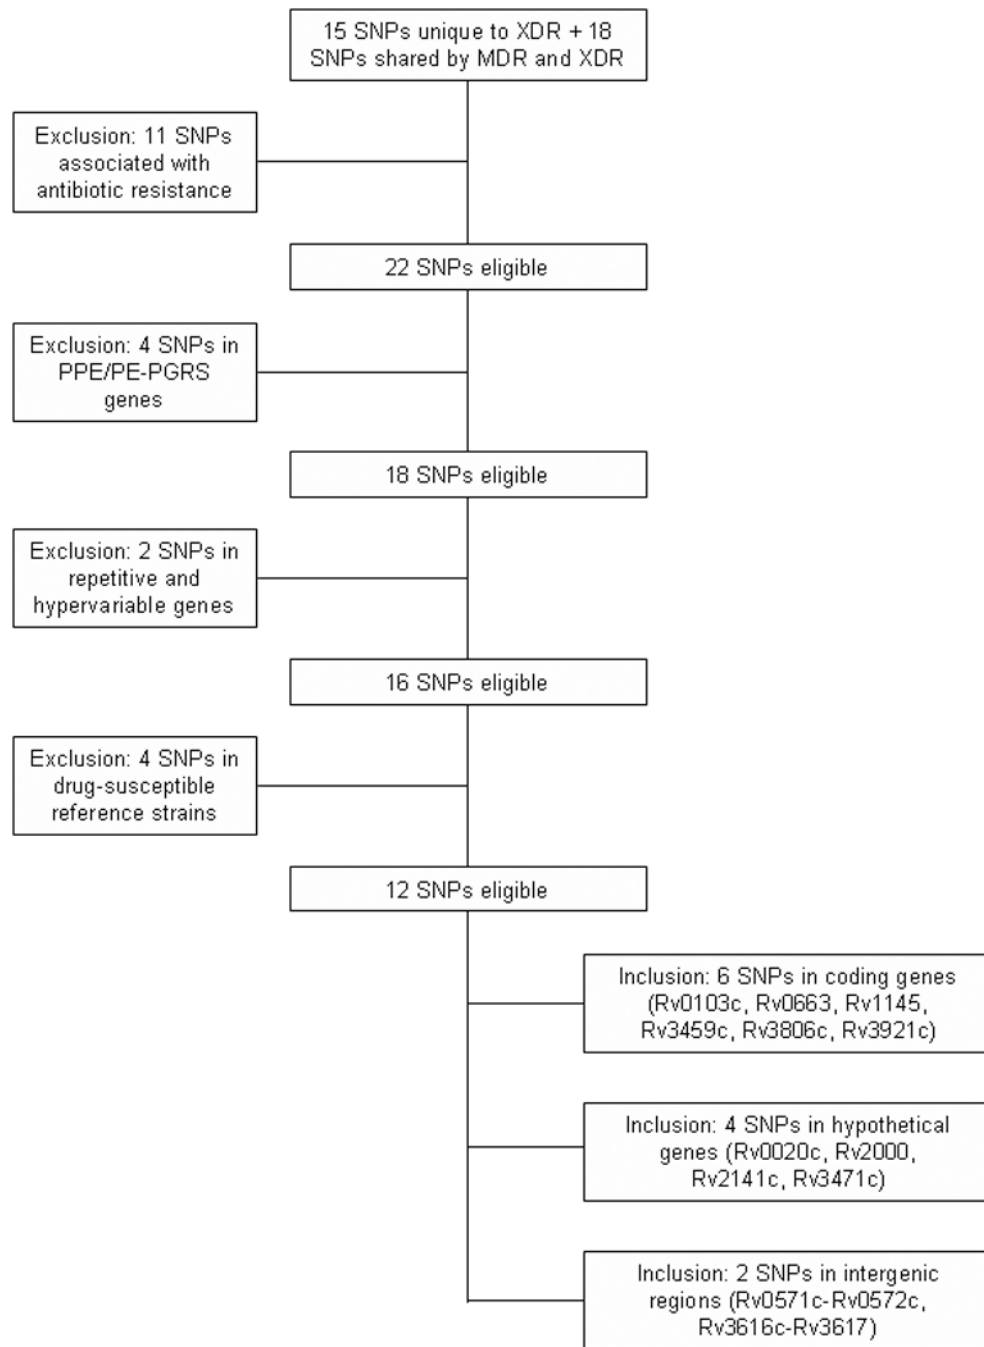 15 SNPs unique to XDR + 18
SNPs shared by MDR and XDR
Exclusion: 11 SNPs
associated with
antibiotic resistance
22 SNPs eligible
Exclusion: 4 SNPs in
PPE/PE-PGRS
genes
18 SNPs eligible
Exclusion: 2 SNPs in
repetitive and
hypervariable genes
16 SNPs eligible
Exclusion: 4 SNPs in
drug-susceptible
reference strains
12 SNPs eligible
Inclusion: 6 SNPs in coding genes
(Rv0103c, Rv0663, Rv1145,
Rv3459c, Rv3806c, Rv3921c)
Inclusion: 4 SNPs in hypothetical
genes (Rv0020c, Rv2000,
Rv2141c, Rv3471c)
Inclusion: 2 SNPs in intergenic
regions (Rv0571c-Rv0572c,
Rv3616c-Rv3617)